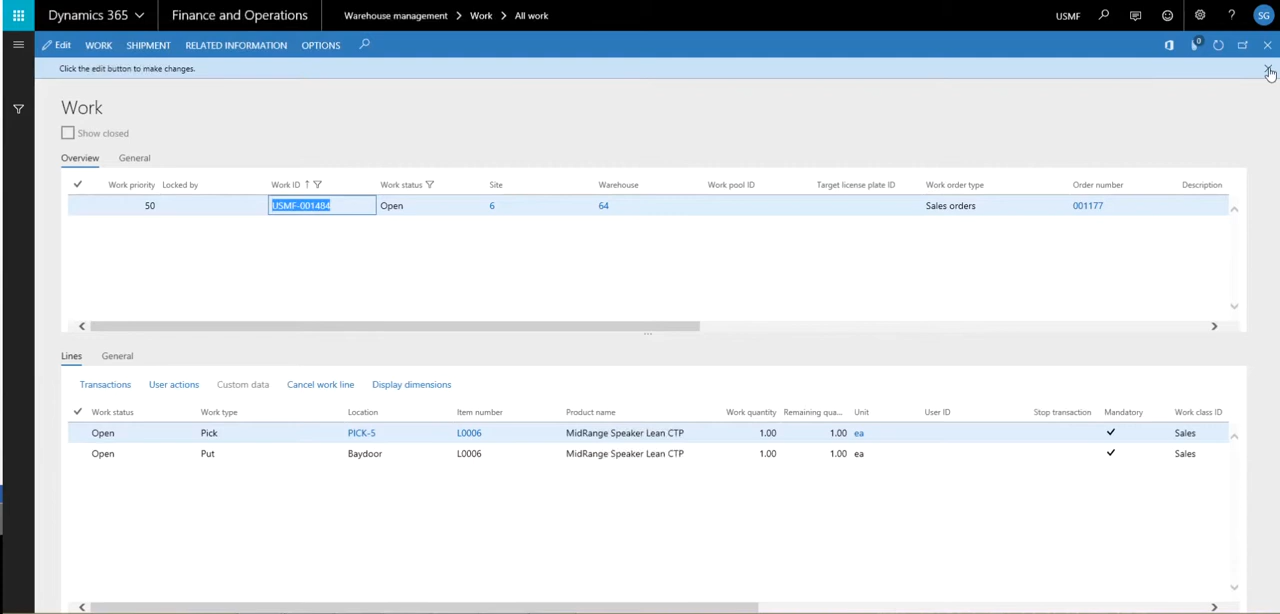 Dynamics 365 Finance and Operations Warehouse management > Work > All work USMF ? SG
Edit WORK SHIPMENT RELATED INFORMATION OPTIONS 0
Click the edit button to make changes.
Work
Show closed
Overview General
Work priority Locked by Work ID ↑ Work status Site Warehouse Work pool ID Target license plate ID Work order type Order number Description
50 USMF-001484 Open 6 64 Sales orders 001177
Lines General
Transactions User actions Custom data Cancel work line Display dimensions
Work status Work type Location Item number Product name Work quantity Remaining qua... Unit User ID Stop transaction Mandatory Work class ID
Open Pick PICK-5 L0006 MidRange Speaker Lean CTP 1.00 1.00 ea Sales
Open Put Baydoor L0006 MidRange Speaker Lean CTP 1.00 1.00 ea Sales